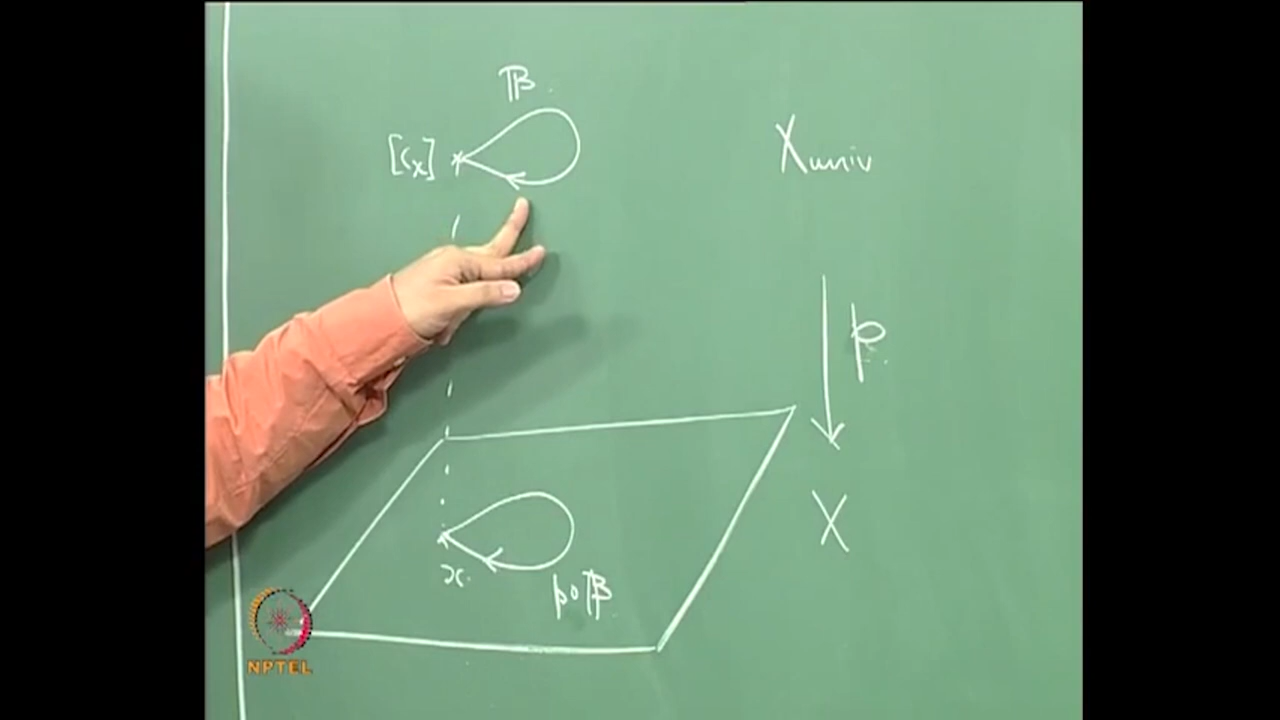 β
[c_x]
X_univ
p
X
x
p∘β
NPTEL